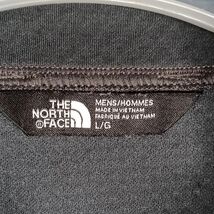 THE
NORTH
FACE
MENS/HOMMES
MADE IN VIETNAM
FABRIQUÉ AU VIETNAM
L/G